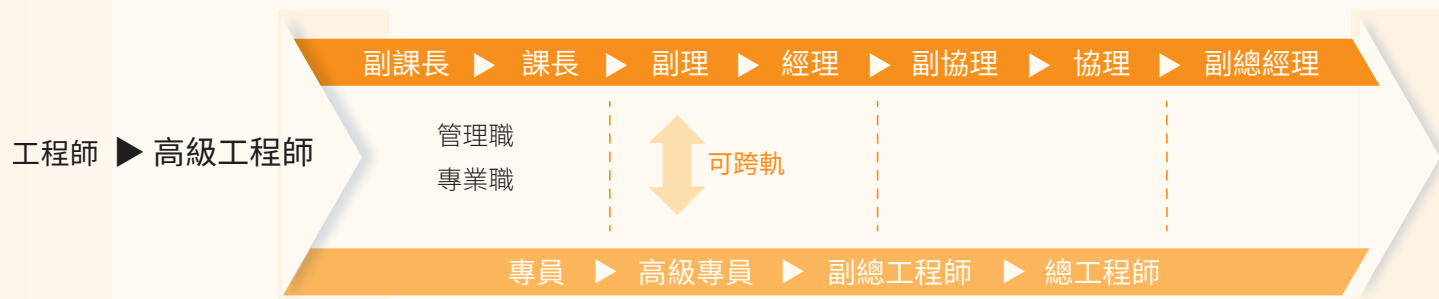 副課長 ▶ 課長 ▶ 副理 ▶ 經理 ▶ 副協理 ▶ 協理 ▶ 副總經理
工程師 ▶ 高級工程師
管理職
專業職
可跨軌
專員 ▶ 高級專員 ▶ 副總工程師 ▶ 總工程師